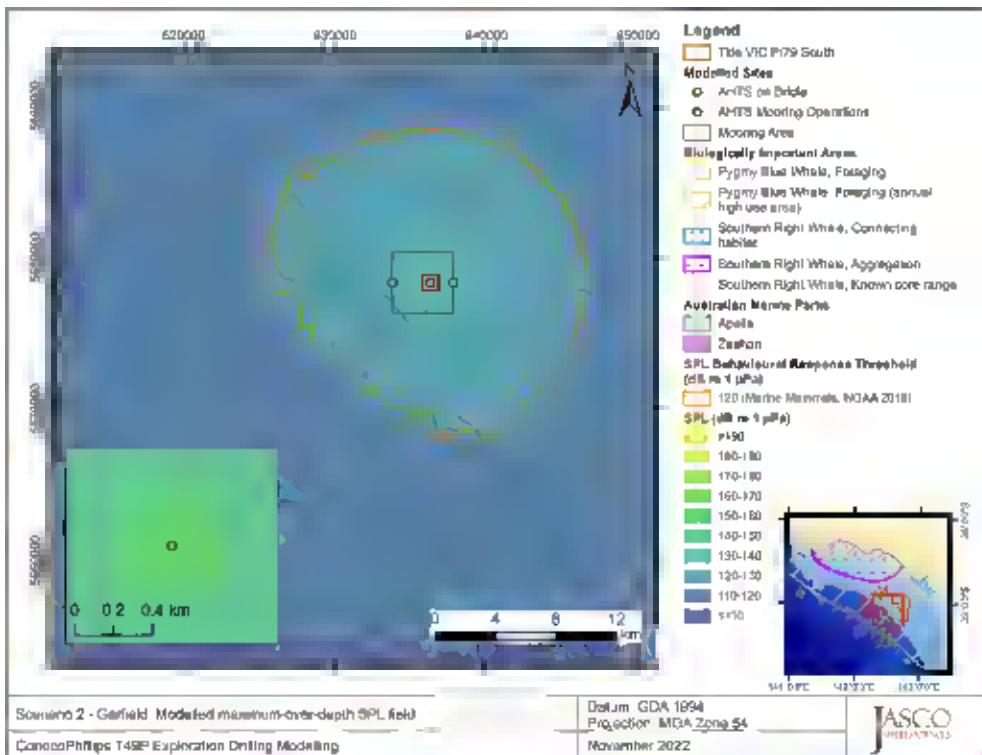 620000 630000 640000 650000
Legend
Title VIC P/79 South
Modelled Sites
AHTS on Bridle
AHTS Mooring Operations
Mooring Area
Biologically Important Areas
Pygmy Blue Whale, Foraging
Pygmy Blue Whale, Foraging (annual
high use area)
Southern Right Whale, Connecting
habitat
Southern Right Whale, Aggregation
Southern Right Whale, Known core range
Australian Marine Parks
Apollo
Zeehan
SPL Behavioural Response Threshold
(dB re 1 µPa)
120 (Marine Mammals, NOAA 2019)
SPL (dB re 1 µPa)
>190
180-190
170-180
160-170
150-160
140-150
130-140
120-130
110-120
0 0.2 0.4 km
0 4 8 12
km
Scenario 2 - Garfield Modelled maximum-over-depth SPL field
ConocoPhillips T49P Exploration Drilling Modelling
Datum: GDA 1994
Projection: MGA Zone 54
November 2022
JASCO